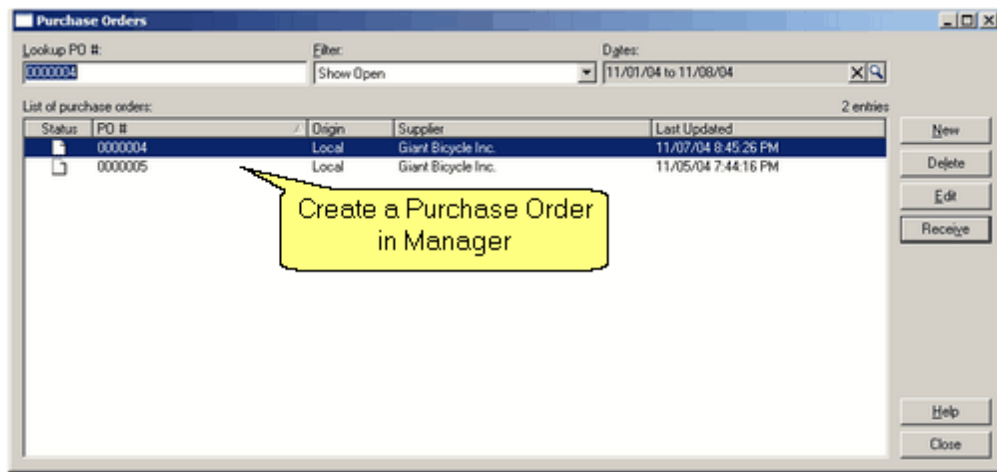 Purchase Orders
Lookup PO #: Filter: Dates:
0000004 Show Open 11/01/04 to 11/08/04
List of purchase orders: 2 entries
Status PO # Origin Supplier Last Updated New
0000004 Local Giant Bicycle Inc. 11/07/04 8:45:26 PM
0000005 Local Giant Bicycle Inc. 11/05/04 7:44:16 PM Delete
Edit
Create a Purchase Order
Receive
in Manager
Help
Close